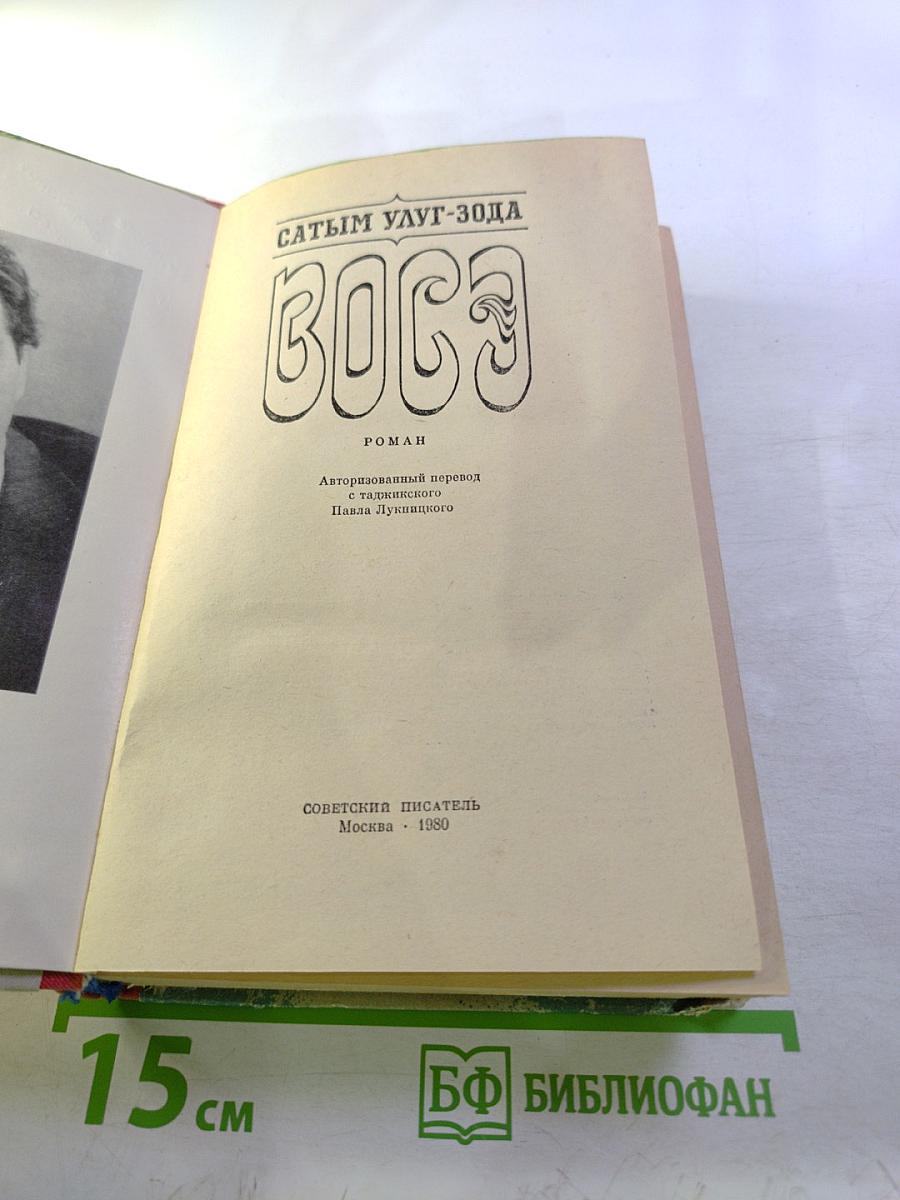 САТЫМ УЛУГ-ЗОДА
ВОСЭ
РОМАН
Авторизованный перевод
с таджикского
Павла Лукницкого
СОВЕТСКИЙ ПИСАТЕЛЬ
Москва · 1980
15 см
БФ БИБЛИОФАН